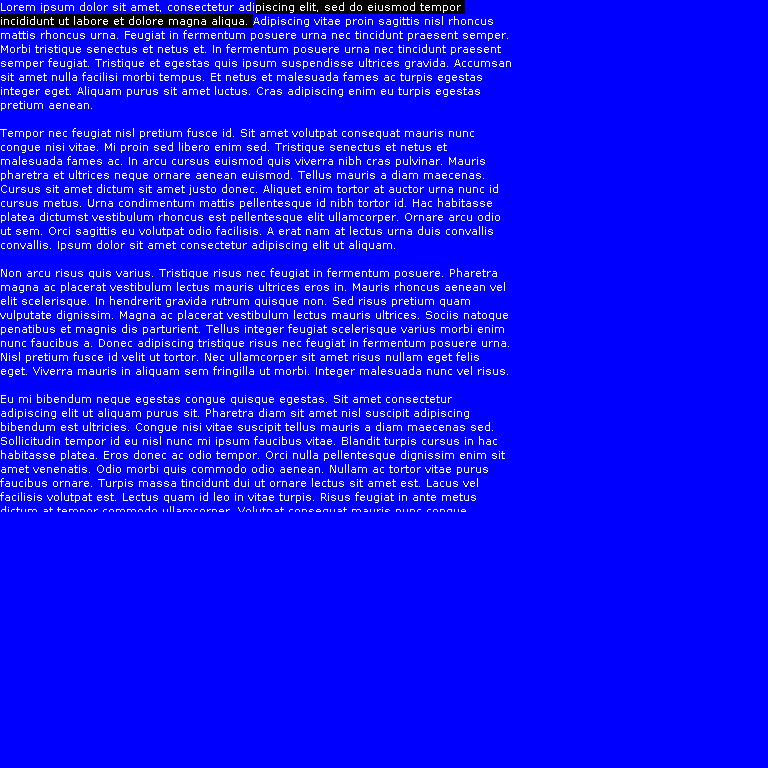 Lorem ipsum dolor sit amet, consectetur adipiscing elit, sed do eiusmod tempor
incididunt ut labore et dolore magna aliqua. Adipiscing vitae proin sagittis nisl rhoncus
mattis rhoncus urna. Feugiat in fermentum posuere urna nec tincidunt praesent semper.
Morbi tristique senectus et netus et. In fermentum posuere urna nec tincidunt praesent
semper feugiat. Tristique et egestas quis ipsum suspendisse ultrices gravida. Accumsan
sit amet nulla facilisi morbi tempus. Et netus et malesuada fames ac turpis egestas
integer eget. Aliquam purus sit amet luctus. Cras adipiscing enim eu turpis egestas
pretium aenean.

Tempor nec feugiat nisl pretium fusce id. Sit amet volutpat consequat mauris nunc
congue nisi vitae. Mi proin sed libero enim sed. Tristique senectus et netus et
malesuada fames ac. In arcu cursus euismod quis viverra nibh cras pulvinar. Mauris
pharetra et ultrices neque ornare aenean euismod. Tellus mauris a diam maecenas.
Cursus sit amet dictum sit amet justo donec. Aliquet enim tortor at auctor urna nunc id
cursus metus. Urna condimentum mattis pellentesque id nibh tortor id. Hac habitasse
platea dictumst vestibulum rhoncus est pellentesque elit ullamcorper. Ornare arcu odio
ut sem. Orci sagittis eu volutpat odio facilisis. A erat nam at lectus urna duis convallis
convallis. Ipsum dolor sit amet consectetur adipiscing elit ut aliquam.

Non arcu risus quis varius. Tristique risus nec feugiat in fermentum posuere. Pharetra
magna ac placerat vestibulum lectus mauris ultrices eros in. Mauris rhoncus aenean vel
elit scelerisque. In hendrerit gravida rutrum quisque non. Sed risus pretium quam
vulputate dignissim. Magna ac placerat vestibulum lectus mauris ultrices. Sociis natoque
penatibus et magnis dis parturient. Tellus integer feugiat scelerisque varius morbi enim
nunc faucibus a. Donec adipiscing tristique risus nec feugiat in fermentum posuere urna.
Nisl pretium fusce id velit ut tortor. Nec ullamcorper sit amet risus nullam eget felis
eget. Viverra mauris in aliquam sem fringilla ut morbi. Integer malesuada nunc vel risus.

Eu mi bibendum neque egestas congue quisque egestas. Sit amet consectetur
adipiscing elit ut aliquam purus sit. Pharetra diam sit amet nisl suscipit adipiscing
bibendum est ultricies. Congue nisi vitae suscipit tellus mauris a diam maecenas sed.
Sollicitudin tempor id eu nisl nunc mi ipsum faucibus vitae. Blandit turpis cursus in hac
habitasse platea. Eros donec ac odio tempor. Orci nulla pellentesque dignissim enim sit
amet venenatis. Odio morbi quis commodo odio aenean. Nullam ac tortor vitae purus
faucibus ornare. Turpis massa tincidunt dui ut ornare lectus sit amet est. Lacus vel
facilisis volutpat est. Lectus quam id leo in vitae turpis. Risus feugiat in ante metus
dictum at tempor commodo ullamcorper. Volutpat consequat mauris nunc congue